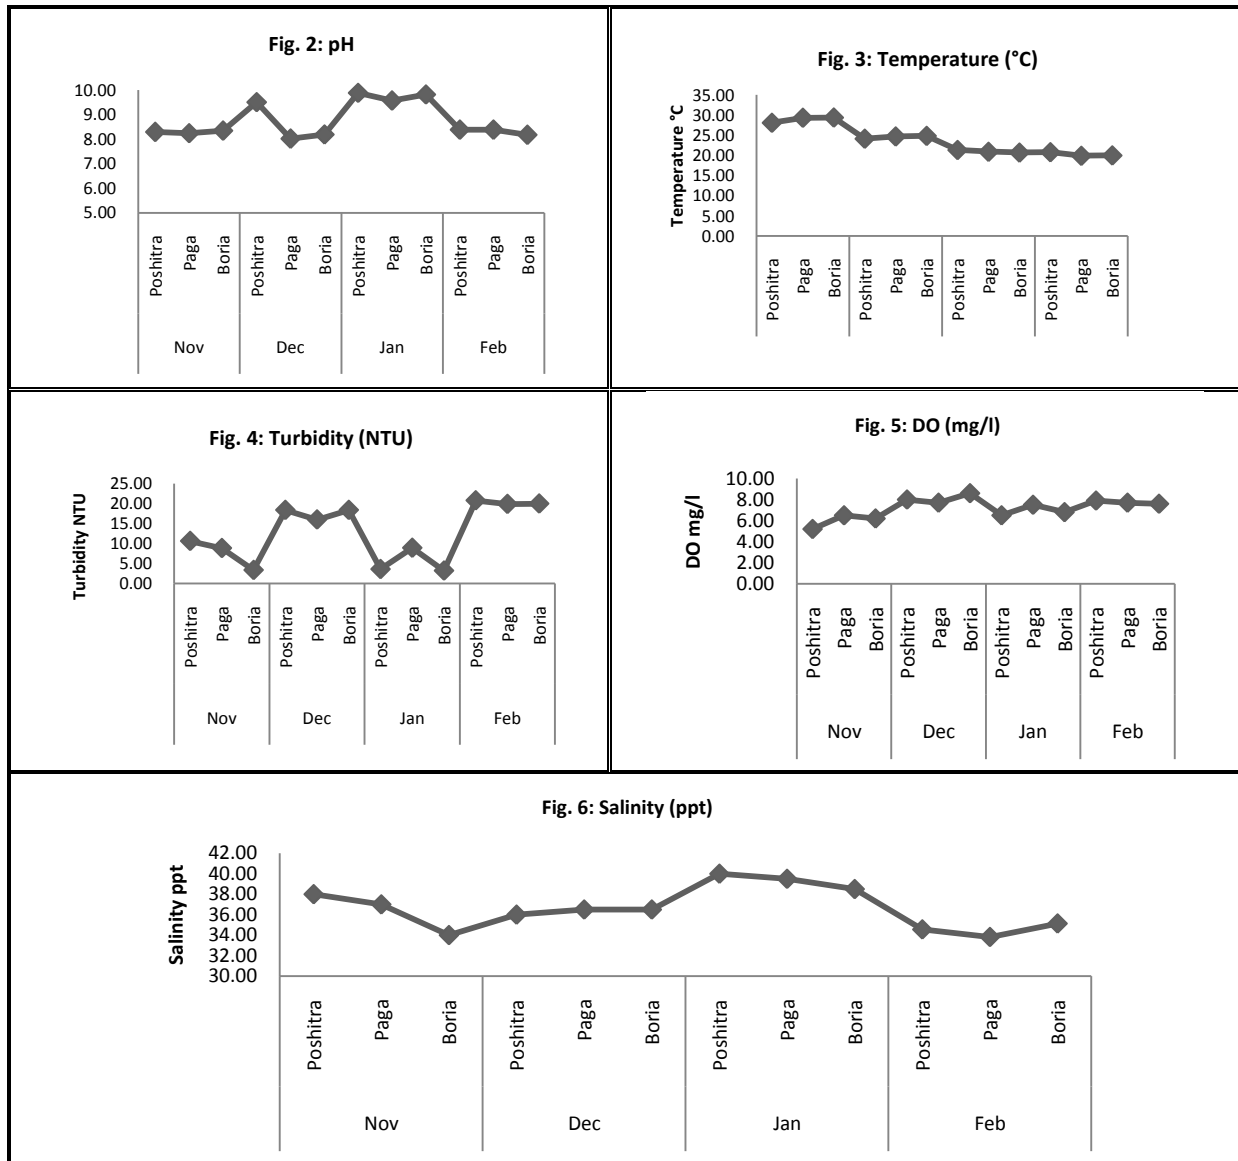 Fig. 2: pH
10.00
9.00
8.00
7.00
6.00
5.00
Poshitra
Paga
Boria
Poshitra
Paga
Boria
Poshitra
Paga
Boria
Poshitra
Paga
Boria
Nov
Dec
Jan
Feb
Fig. 3: Temperature (°C)
Temperature °C
35.00
30.00
25.00
20.00
15.00
10.00
5.00
0.00
Poshitra
Paga
Boria
Poshitra
Paga
Boria
Poshitra
Paga
Boria
Poshitra
Paga
Boria
Fig. 4: Turbidity (NTU)
Turbidity NTU
25.00
20.00
15.00
10.00
5.00
0.00
Poshitra
Paga
Boria
Poshitra
Paga
Boria
Poshitra
Paga
Boria
Poshitra
Paga
Boria
Nov
Dec
Jan
Feb
Fig. 5: DO (mg/l)
DO mg/l
10.00
8.00
6.00
4.00
2.00
0.00
Poshitra
Paga
Boria
Poshitra
Paga
Boria
Poshitra
Paga
Boria
Poshitra
Paga
Boria
Nov
Dec
Jan
Feb
Fig. 6: Salinity (ppt)
Salinity ppt
42.00
40.00
38.00
36.00
34.00
32.00
30.00
Poshitra
Paga
Boria
Poshitra
Paga
Boria
Poshitra
Paga
Boria
Poshitra
Paga
Boria
Nov
Dec
Jan
Feb